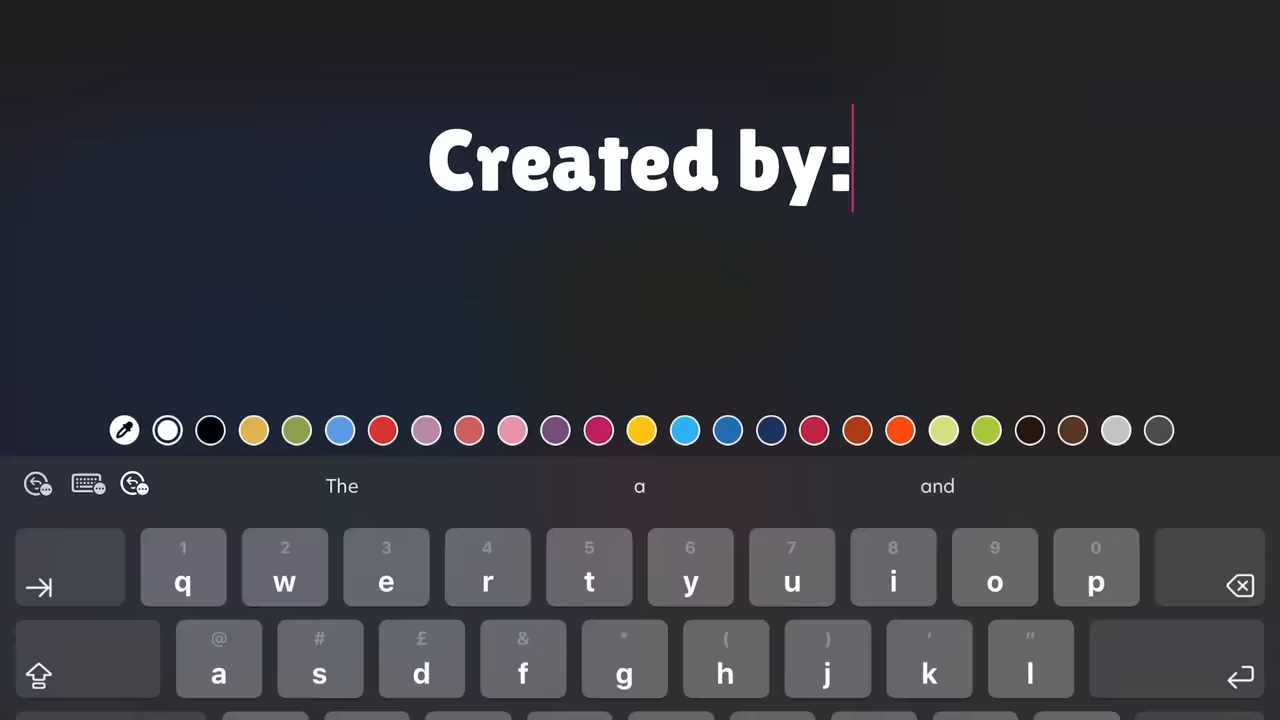 Created by:
The a and
1 2 3 4 5 6 7 8 9 0
q w e r t y u i o p
@ # £ & * ( ) ' "
a s d f g h j k l